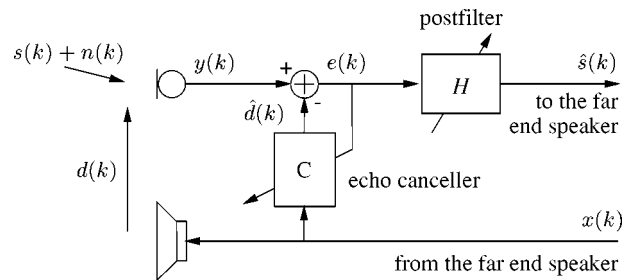 postfilter
s(k) + n(k)
y(k)
+
e(k)
H
ŝ(k)
-
d̂(k)
to the far
end speaker
d(k)
C
echo canceller
x(k)
from the far end speaker